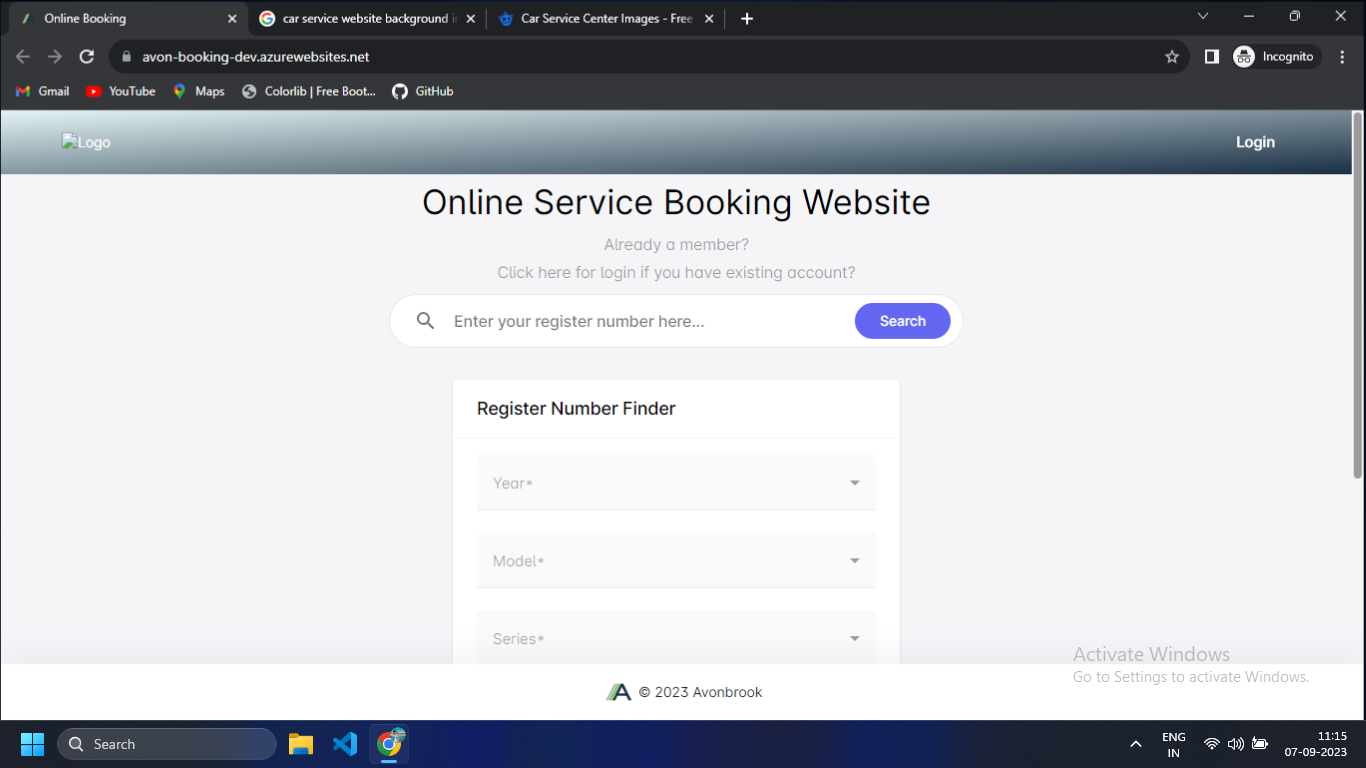 Online Booking
car service website background i
Car Service Center Images - Free
avon-booking-dev.azurewebsites.net
Incognito
Gmail
YouTube
Maps
Colorlib | Free Boot...
GitHub
Logo
Login
Online Service Booking Website
Already a member?
Click here for login if you have existing account?
Enter your register number here...
Search
Register Number Finder
Year*
Model*
Series*
Activate Windows
Go to Settings to activate Windows.
© 2023 Avonbrook
Search
ENG
IN
11:15
07-09-2023